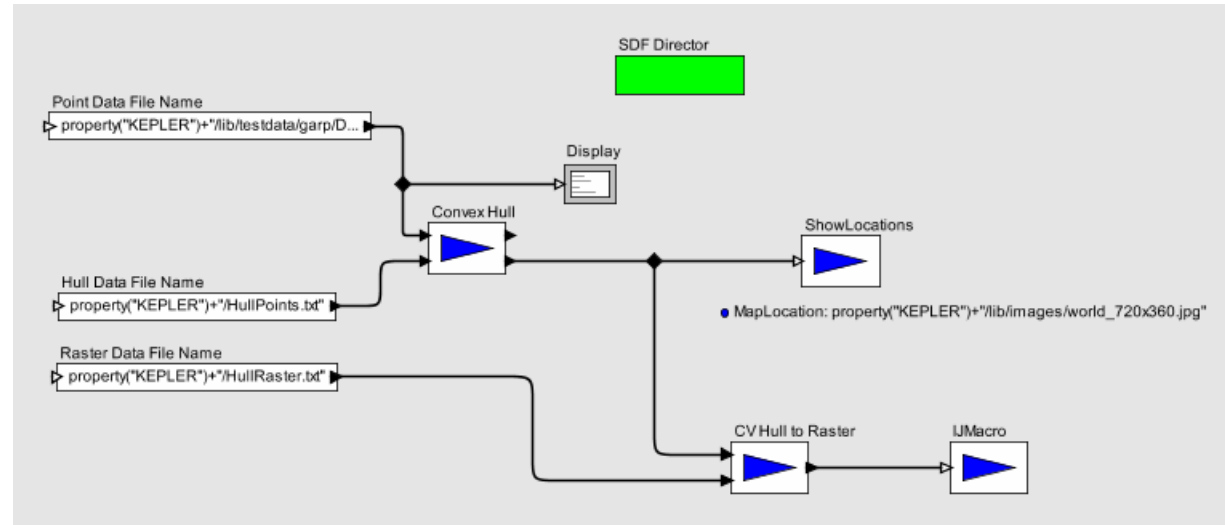 SDF Director
Point Data File Name
property("KEPLER")+"/lib/testdata/garp/D...
Display
Convex Hull
ShowLocations
Hull Data File Name
property("KEPLER")+"/HullPoints.txt"
MapLocation: property("KEPLER")+"/lib/images/world_720x360.jpg"
Raster Data File Name
property("KEPLER")+"/HullRaster.txt"
CV Hull to Raster
IJMacro